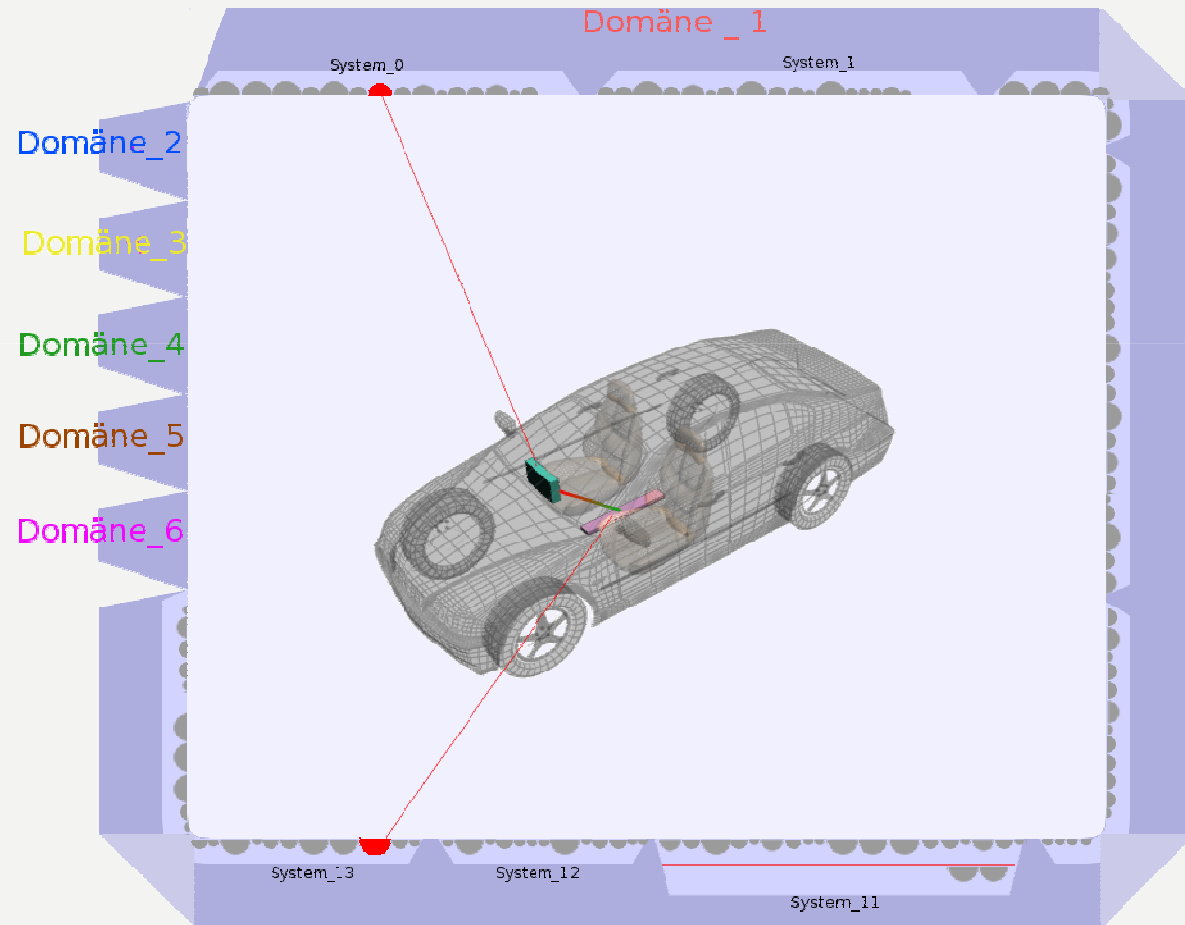 Domäne _ 1
System_0
System_1
Domäne_2
Domäne_3
Domäne_4
Domäne_5
Domäne_6
System_13
System_12
System_11